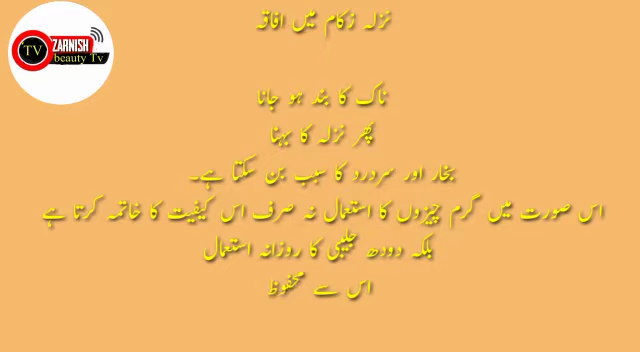 TV
ZARNISH
beauty Tv
نزلہ زکام میں افاقہ
ناک کا بند ہو جانا
پھر نزلہ کا بہنا
بخار اور سردرد کا سبب بن سکتا ہے۔
اس صورت میں گرم چیزوں کا استعمال نہ صرف اس کیفیت کا خاتمہ کرتا ہے
بلکہ دودھ جلیبی کا روزانہ استعمال
اس سے محفوظ